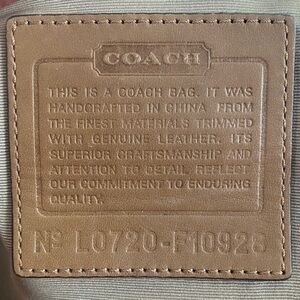 COACH
THIS IS A COACH BAG. IT WAS
HANDCRAFTED IN CHINA FROM
THE FINEST MATERIALS TRIMMED
WITH GENUINE LEATHER. ITS
SUPERIOR CRAFTSMANSHIP AND
ATTENTION TO DETAIL REFLECT
OUR COMMITMENT TO ENDURING
QUALITY.
Nº L0720-F10928